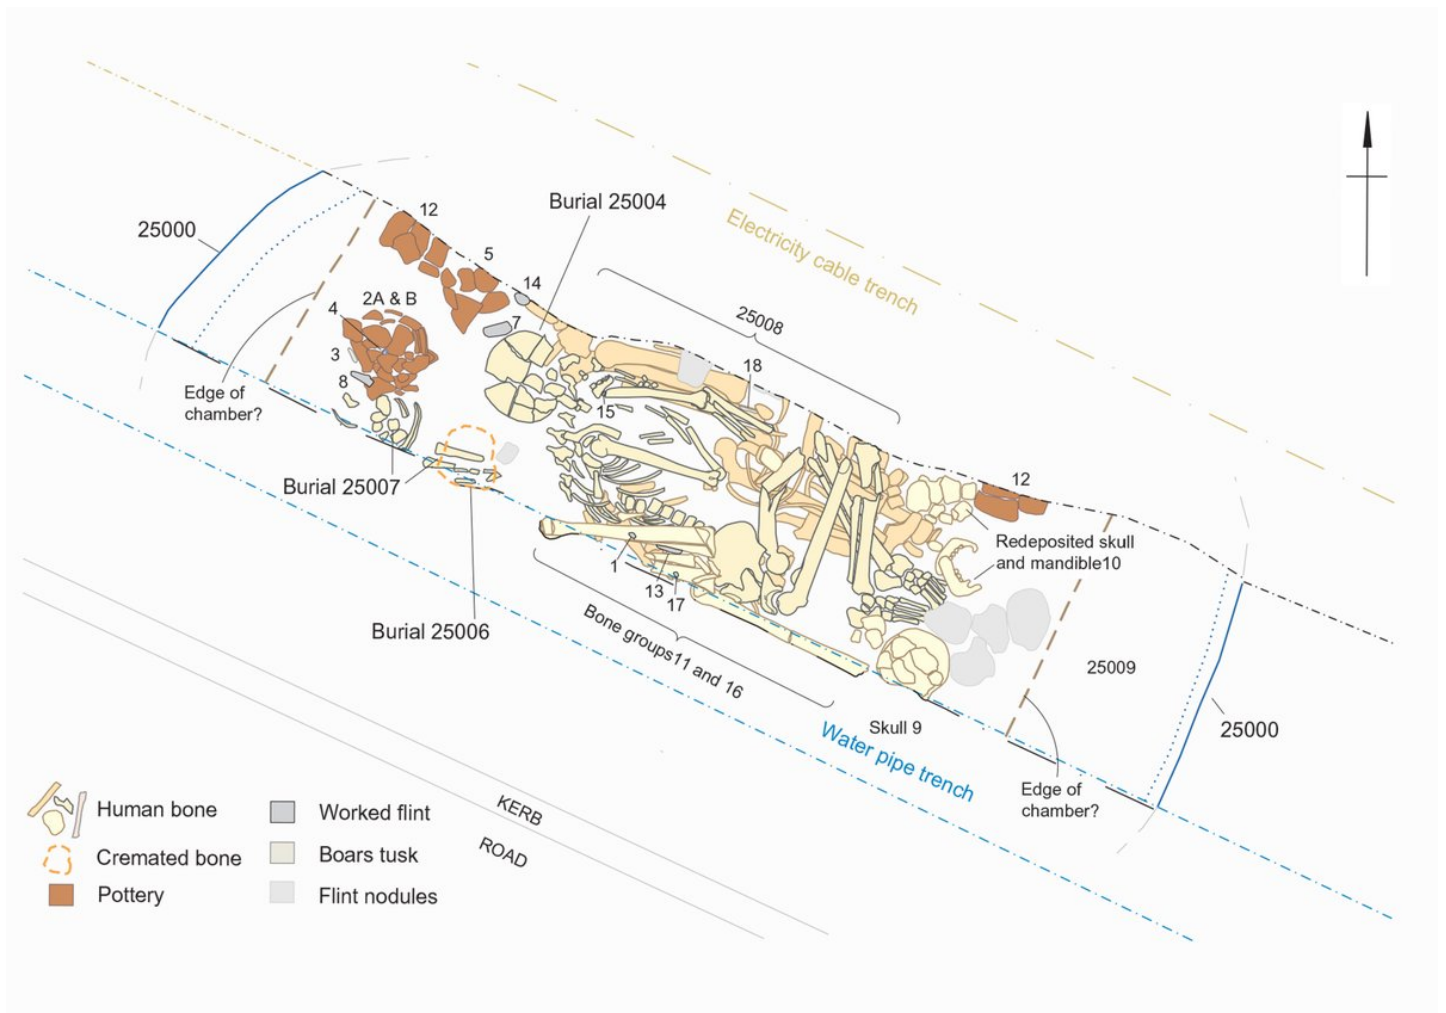 Burial 25004
12
25000
5
14
Electricity cable trench
2A & B
4
7
25008
3
18
8
15
Edge of
chamber?
Burial 25007
12
Redeposited skull
and mandible10
1
13
17
Burial 25006
Bone groups11 and 16
25009
Skull 9
25000
Water pipe trench
Edge of
chamber?
KERB
ROAD
Human bone
Cremated bone
Pottery
Worked flint
Boars tusk
Flint nodules